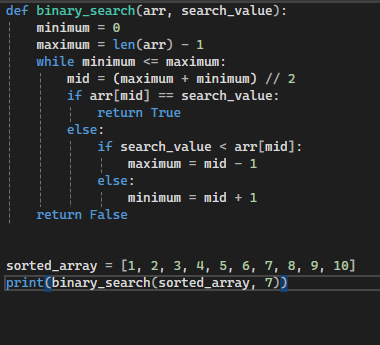 def binary_search(arr, search_value):
    minimum = 0
    maximum = len(arr) - 1
    while minimum <= maximum:
        mid = (maximum + minimum) // 2
        if arr[mid] == search_value:
            return True
        else:
            if search_value < arr[mid]:
                maximum = mid - 1
            else:
                minimum = mid + 1
    return False
sorted_array = [1, 2, 3, 4, 5, 6, 7, 8, 9, 10]
print(binary_search(sorted_array, 7))